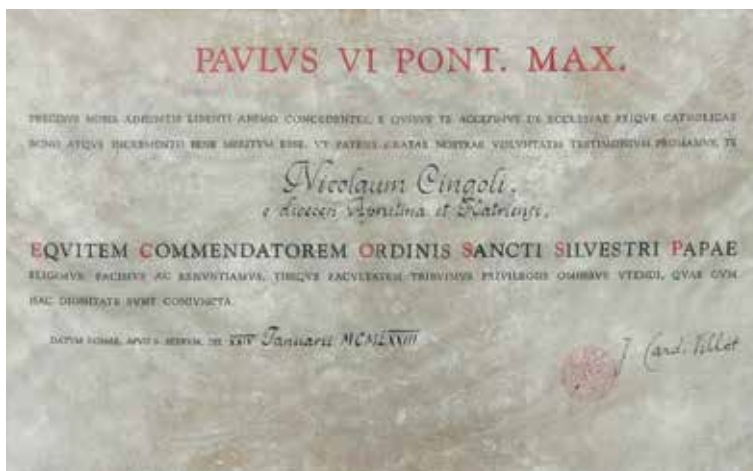 PAVLVS VI PONT. MAX.
PRECIBVS NOBIS ADHIBITIS LIBENTI ANIMO CONCEDENTES, E QVIBVS TE ACCEPIMVS DE ECCLESIAE REIQVE CATHOLICAE
BONO ATQVE INCREMENTO BENE MERITVM ESSE, VT PATENS GRATAE NOSTRAE VOLVNTATIS TESTIMONIVM PROMAMVS, TE
Nicolaum Cingoli,
e dioecesi Aprutina et Hatriensi,
EQVITEM COMMENDATOREM ORDINIS SANCTI SILVESTRI PAPAE
ELIGIMVS, FACIMVS AC RENVNTIAMVS, TIBIQVE FACVLTATEM TRIBVIMVS PRIVILEGIIS OMNIBVS VTENDI, QVAE CVM
HAC DIGNITATE SVNT CONIVNCTA.
DATVM ROMAE, APVD S. PETRVM, DIE XXIV Januarii MCMLXXIII
J. Card. Villot